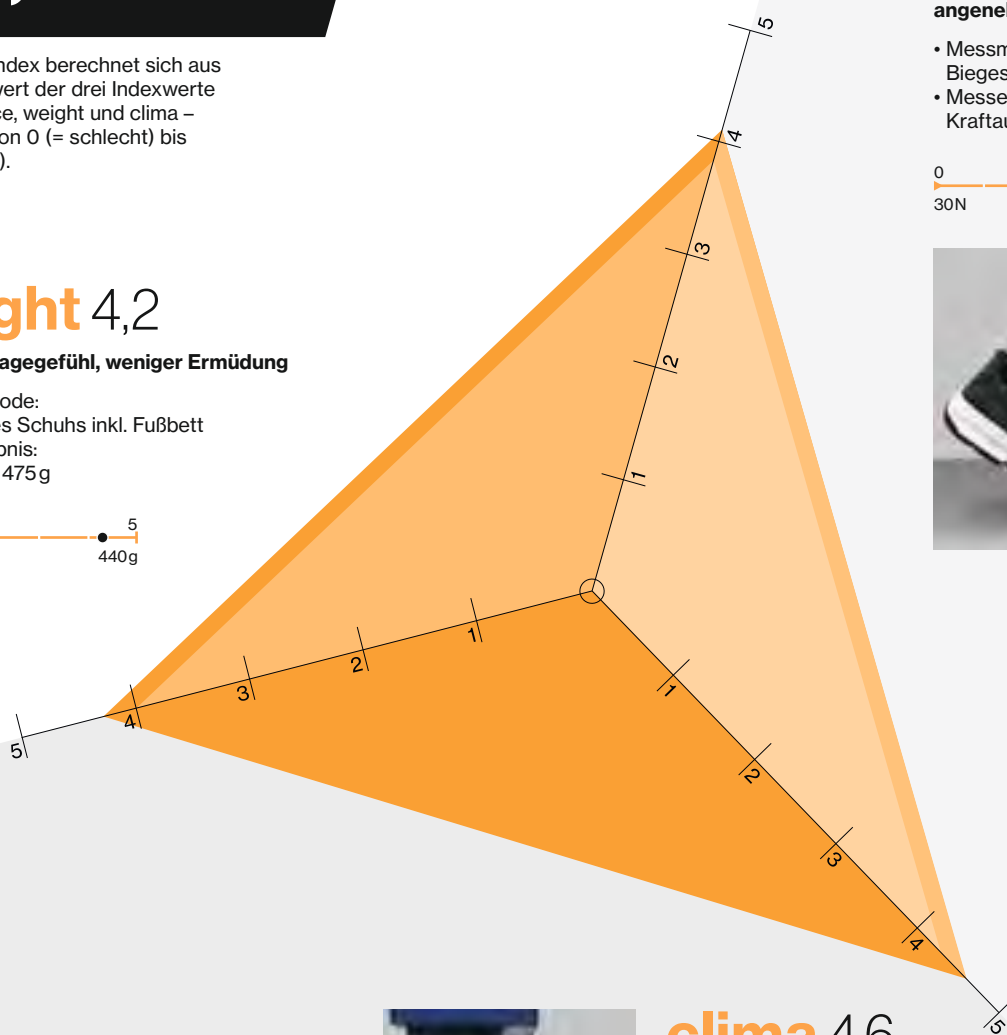 ndex berechnet sich aus
wert der drei Indexwerte
ce, weight und clima –
on 0 (= schlecht) bis
).
ght 4,2
agegefühl, weniger Ermüdung
ode:
es Schuhs inkl. Fußbett
bnis:
475 g
5
440 g
5
4
3
2
1
1
2
3
4
5
1
2
3
4
5
angene
• Messm
Bieges
• Messe
Kraftau
0
30 N
clima 4,6